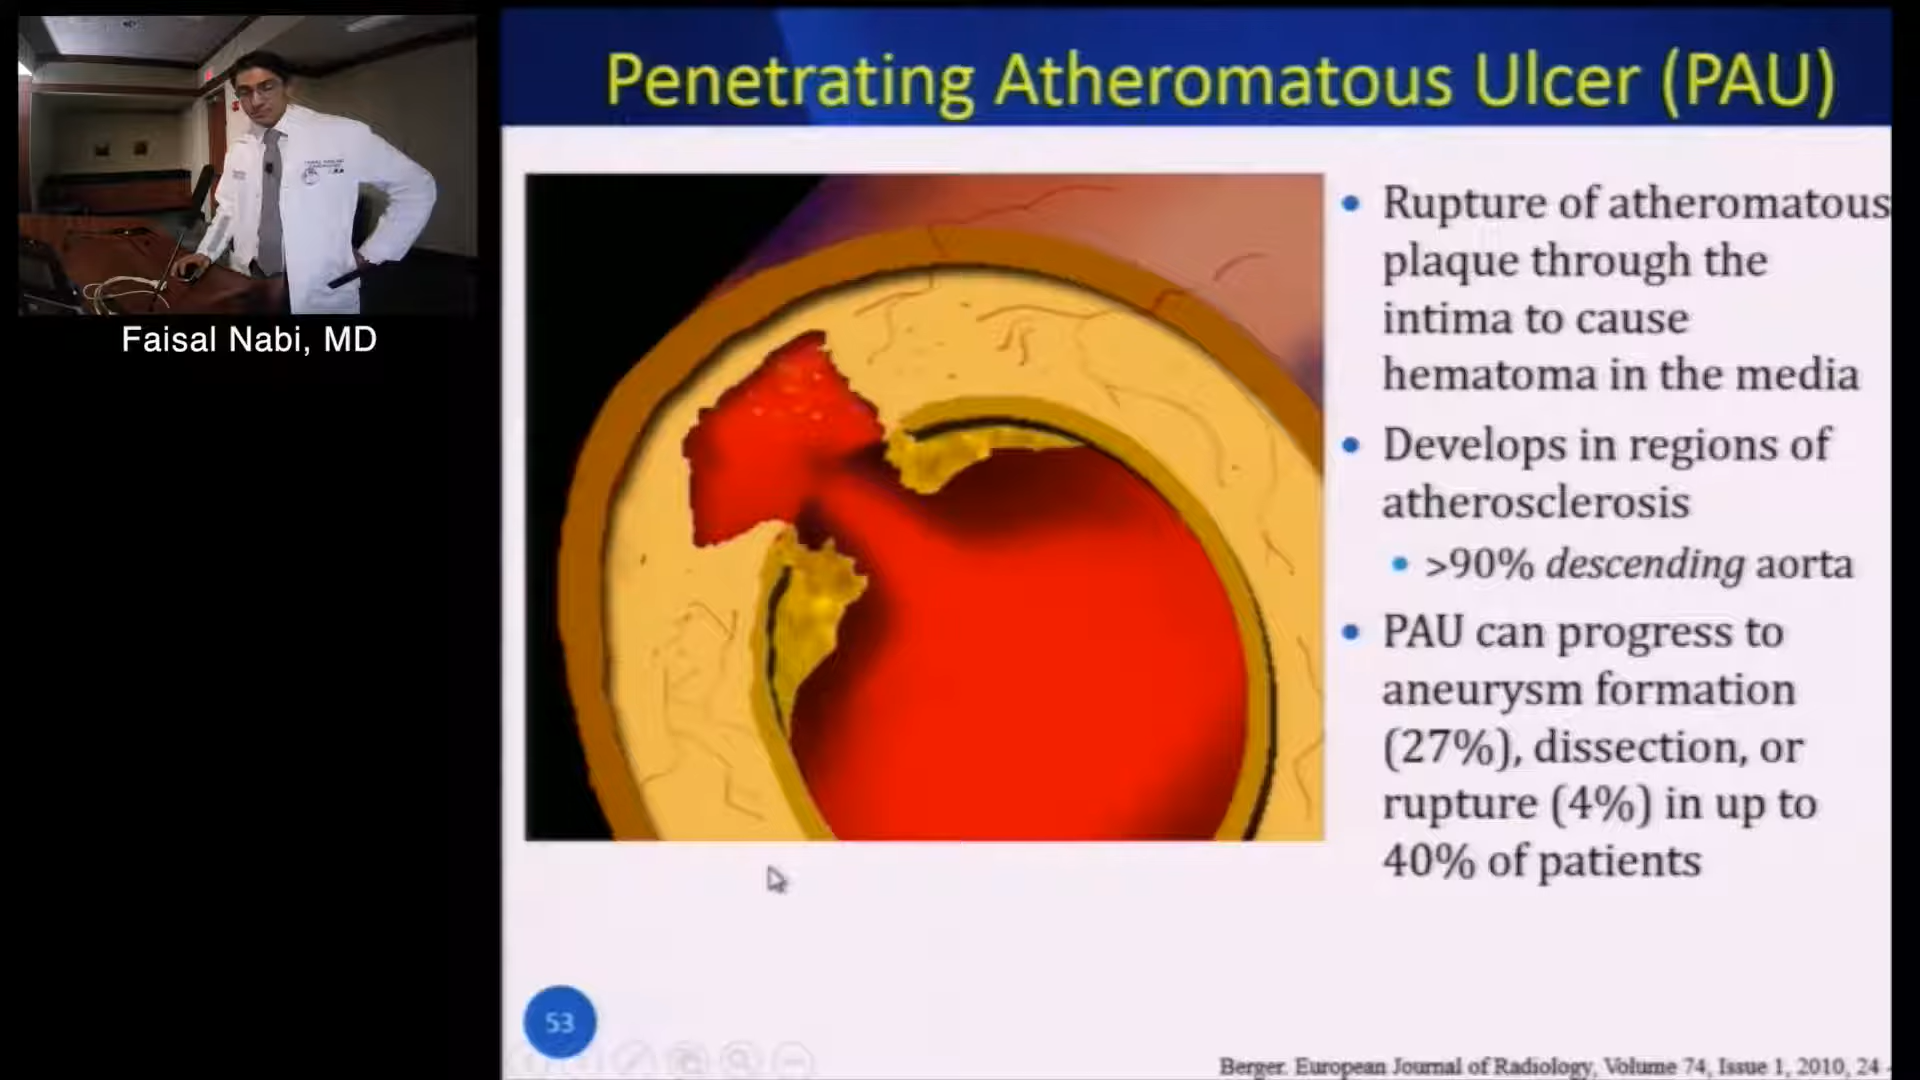 Penetrating Atheromatous Ulcer (PAU)
Faisal Nabi, MD
Rupture of atheromatous
plaque through the
intima to cause
hematoma in the media
Develops in regions of
atherosclerosis
>90% descending aorta
PAU can progress to
aneurysm formation
(27%), dissection, or
rupture (4%) in up to
40% of patients
53
Berger. European Journal of Radiology, Volume 74, Issue 1, 2010, 24